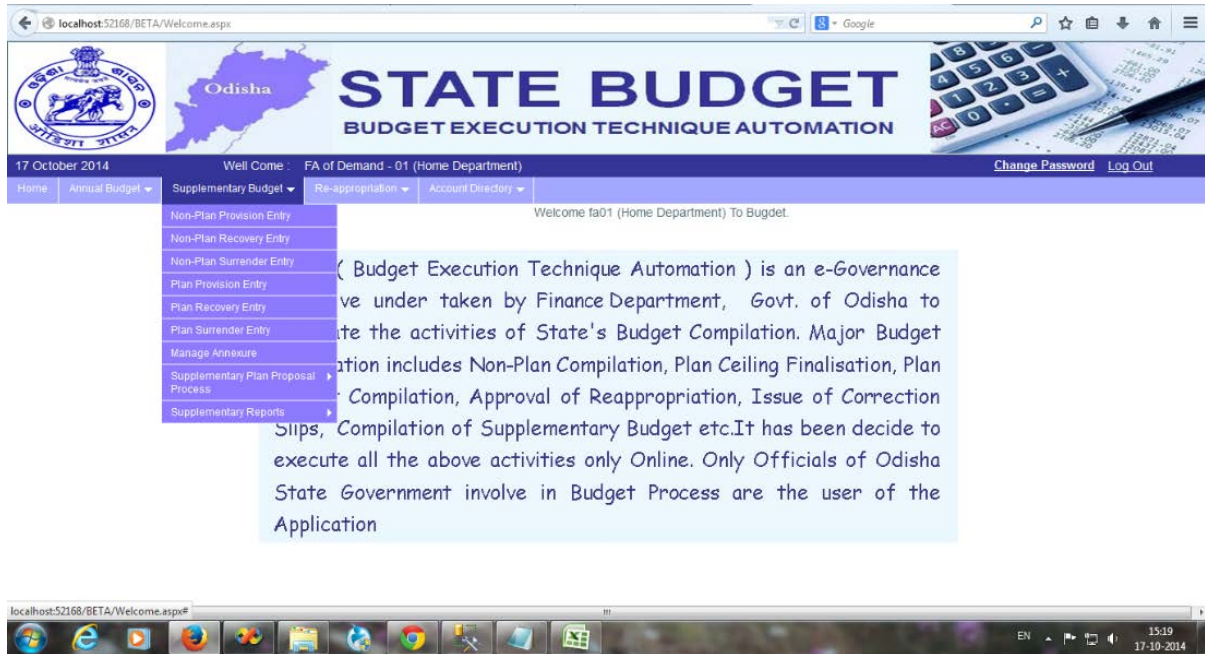 localhost:52168/BETA/Welcome.aspx
Google
ଓଡ଼ିଶା ଶାସନ
Odisha
STATE BUDGET
BUDGET EXECUTION TECHNIQUE AUTOMATION
17 October 2014 Well Come : FA of Demand - 01 (Home Department) Change Password Log Out
Home Annual Budget Supplementary Budget Re-appropriation Account Directory
Welcome fa01 (Home Department) To Bugdet.
Non-Plan Provision Entry
Non-Plan Recovery Entry
Non-Plan Surrender Entry
Plan Provision Entry
Plan Recovery Entry
Plan Surrender Entry
Manage Annexure
Supplementary Plan Proposal
Process
Supplementary Reports
( Budget Execution Technique Automation ) is an e-Governance
ve under taken by Finance Department, Govt. of Odisha to
te the activities of State's Budget Compilation. Major Budget
ation includes Non-Plan Compilation, Plan Ceiling Finalisation, Plan
Compilation, Approval of Reappropriation, Issue of Correction
Slips, Compilation of Supplementary Budget etc.It has been decide to
execute all the above activities only Online. Only Officials of Odisha
State Government involve in Budget Process are the user of the
Application
localhost:52168/BETA/Welcome.aspx#
EN 15:19
17-10-2014